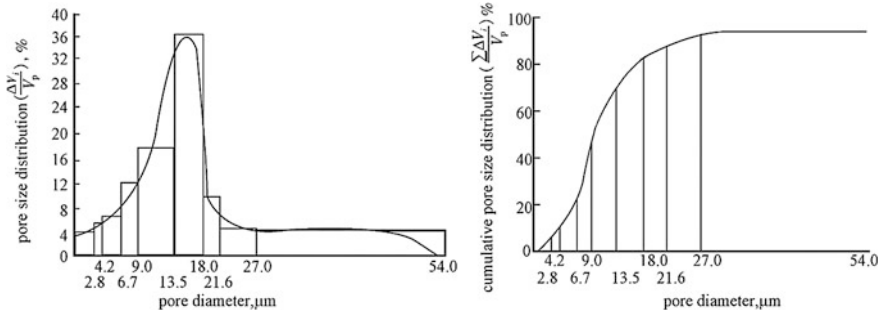 pore size distribution (ΔVᵢ/Vₚ), %
40
36
32
28
24
20
16
12
8
4
0
4.2 9.0 18.0 27.0 54.0
2.8 6.7 13.5 21.6
pore diameter,μm
cumulative pore size distribution (∑ΔVᵢ/Vₚ)%
100
80
60
40
20
0
4.2 9.0 18.0 27.0 54.0
2.8 6.7 13.5 21.6
pore diameter,μm